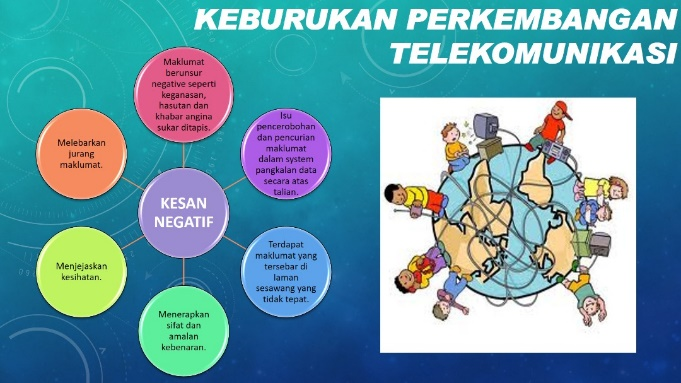 KEBURUKAN PERKEMBANGAN
TELEKOMUNIKASI
Maklumat
berunsur
negative seperti
keganasan,
hasutan dan
khabar angina
sukar ditapis.
Isu
pencerobohan
dan pencurian
maklumat
dalam system
pangkalan data
secara atas
talian.
Terdapat
maklumat yang
tersebar di
laman
sesawang yang
tidak tepat.
Menerapkan
sifat dan
amalan
kebenaran.
Menjejaskan
kesihatan.
Melebarkan
jurang
maklumat.
KESAN
NEGATIF